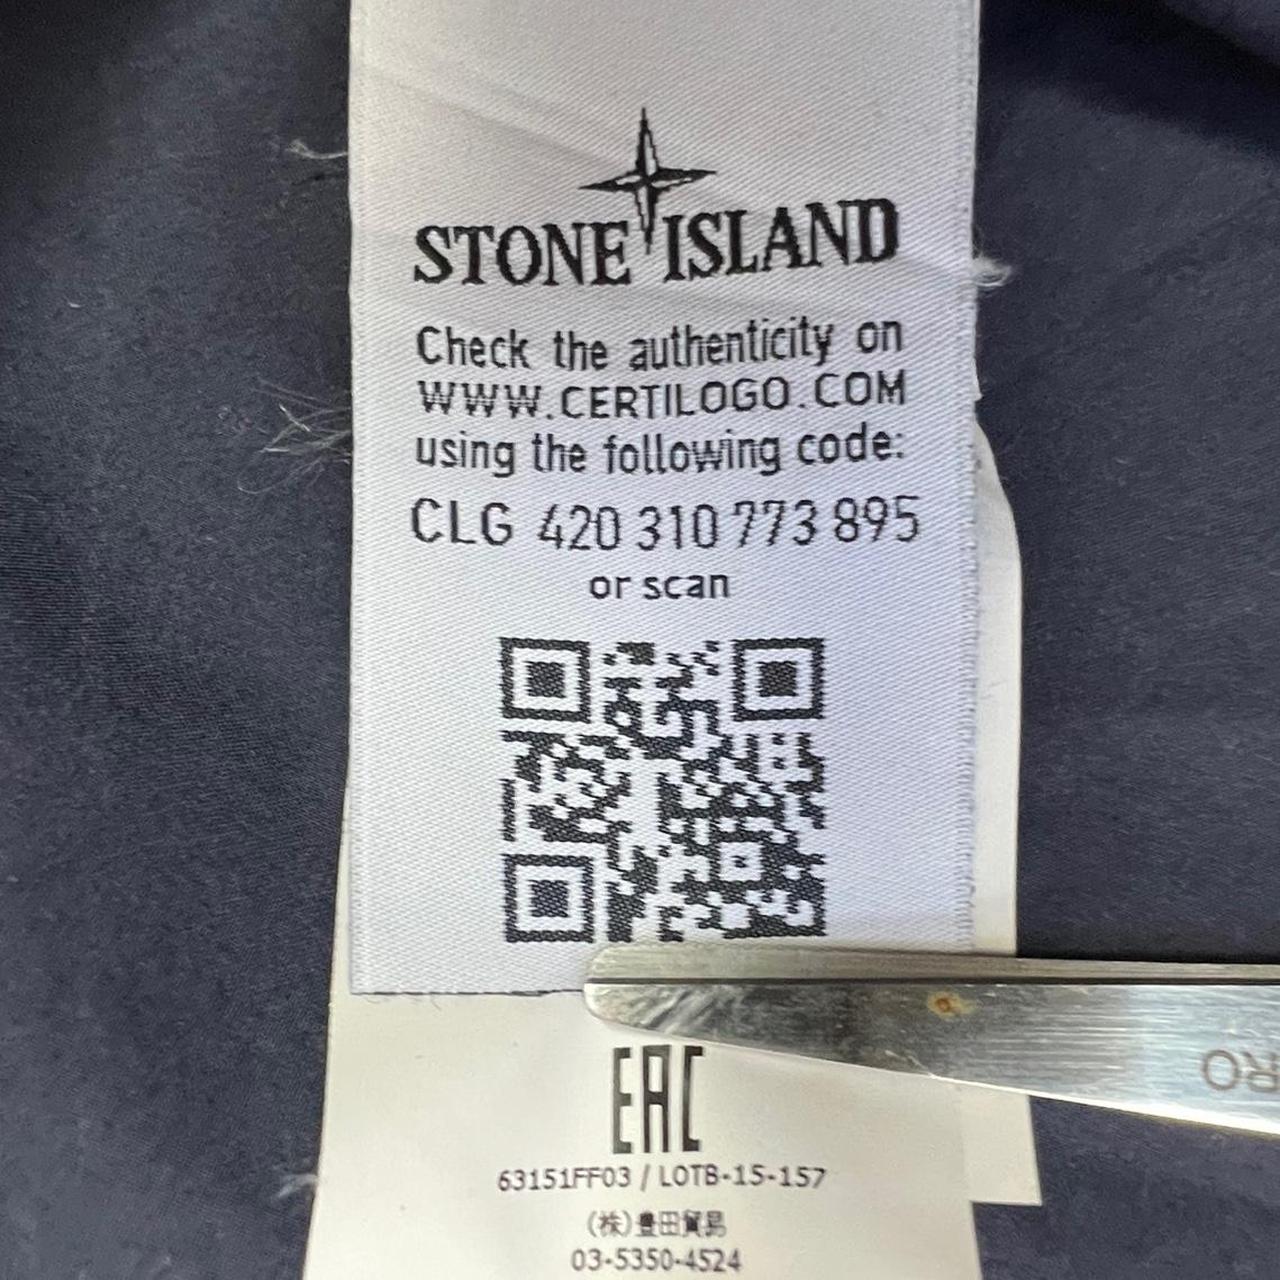 STONE ISLAND
Check the authenticity on
WWW.CERTILOGO.COM
using the following code:
CLG 420 310 773 895
or scan
EAC
63151FF03 / LOTB-15-157
(株)豊田貿易
03-5350-4524
RO